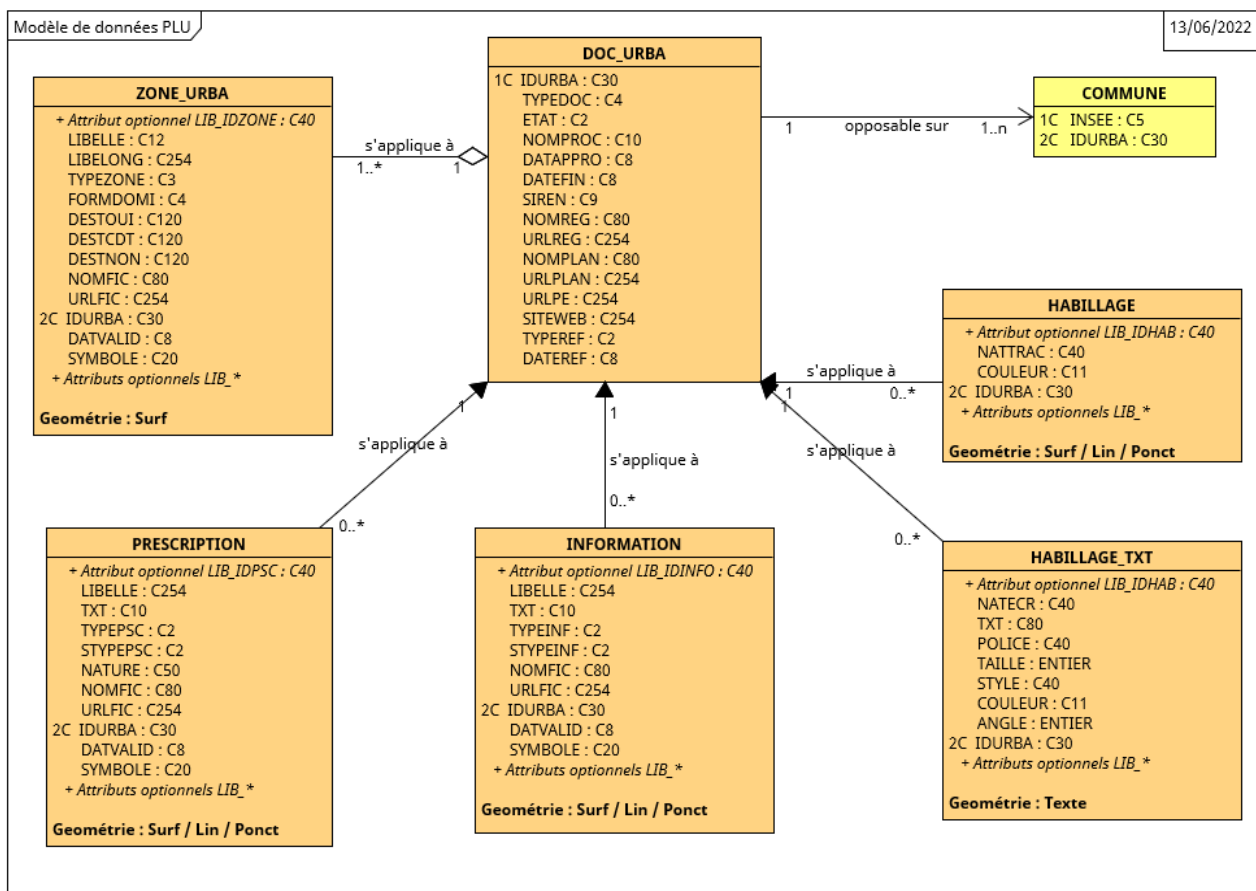 Modèle de données PLU
13/06/2022
DOC_URBA
1C IDURBA : C30
TYPEDOC : C4
ETAT : C2
NOMPROC : C10
DATAPPRO : C8
DATEFIN : C8
SIREN : C9
NOMREG : C80
URLREG : C254
NOMPLAN : C80
URLPLAN : C254
URLPE : C254
SITEWEB : C254
TYPEREF : C2
DATEREF : C8
ZONE_URBA
+ Attribut optionnel LIB_IDZONE : C40
LIBELLE : C12
LIBELONG : C254
TYPEZONE : C3
FORMDOMI : C4
DESTOUI : C120
DESTCDT : C120
DESTNON : C120
NOMFIC : C80
URLFIC : C254
2C IDURBA : C30
DATVALID : C8
SYMBOLE : C20
+ Attributs optionnels LIB_*
Geométrie : Surf
s'applique à
1..*
1
COMMUNE
1C INSEE : C5
2C IDURBA : C30
1
opposable sur
1..n
HABILLAGE
+ Attribut optionnel LIB_IDHAB : C40
NATTRAC : C40
COULEUR : C11
2C IDURBA : C30
+ Attributs optionnels LIB_*
Geométrie : Surf / Lin / Ponct
s'applique à
1
0..*
1
s'applique à
0..*
1
s'applique à
0..*
1
1
s'applique à
0..*
PRESCRIPTION
+ Attribut optionnel LIB_IDPSC : C40
LIBELLE : C254
TXT : C10
TYPEPSC : C2
STYPEPSC : C2
NATURE : C50
NOMFIC : C80
URLFIC : C254
2C IDURBA : C30
DATVALID : C8
SYMBOLE : C20
+ Attributs optionnels LIB_*
Geométrie : Surf / Lin / Ponct
INFORMATION
+ Attribut optionnel LIB_IDINFO : C40
LIBELLE : C254
TXT : C10
TYPEINF : C2
STYPEINF : C2
NOMFIC : C80
URLFIC : C254
2C IDURBA : C30
DATVALID : C8
SYMBOLE : C20
+ Attributs optionnels LIB_*
Geométrie : Surf / Lin / Ponct
HABILLAGE_TXT
+ Attribut optionnel LIB_IDHAB : C40
NATECR : C40
TXT : C80
POLICE : C40
TAILLE : ENTIER
STYLE : C40
COULEUR : C11
ANGLE : ENTIER
2C IDURBA : C30
+ Attributs optionnels LIB_*
Geométrie : Texte